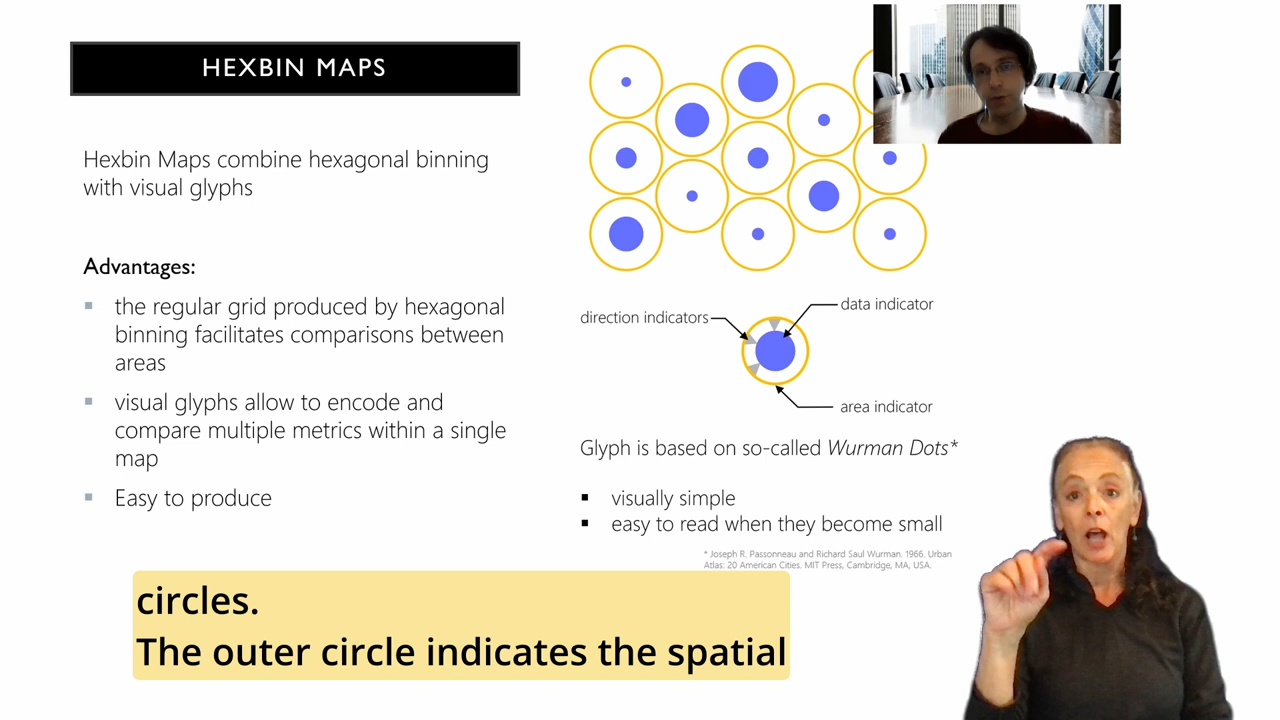 HEXBIN MAPS
Hexbin Maps combine hexagonal binning
with visual glyphs
Advantages:
▪ the regular grid produced by hexagonal
binning facilitates comparisons between
areas
▪ visual glyphs allow to encode and
compare multiple metrics within a single
map
▪ Easy to produce
direction indicators
data indicator
area indicator
Glyph is based on so-called Wurman Dots*
▪ visually simple
▪ easy to read when they become small
* Joseph R. Passonneau and Richard Saul Wurman. 1966. Urban
Atlas: 20 American Cities. MIT Press, Cambridge, MA, USA.
circles.
The outer circle indicates the spatial